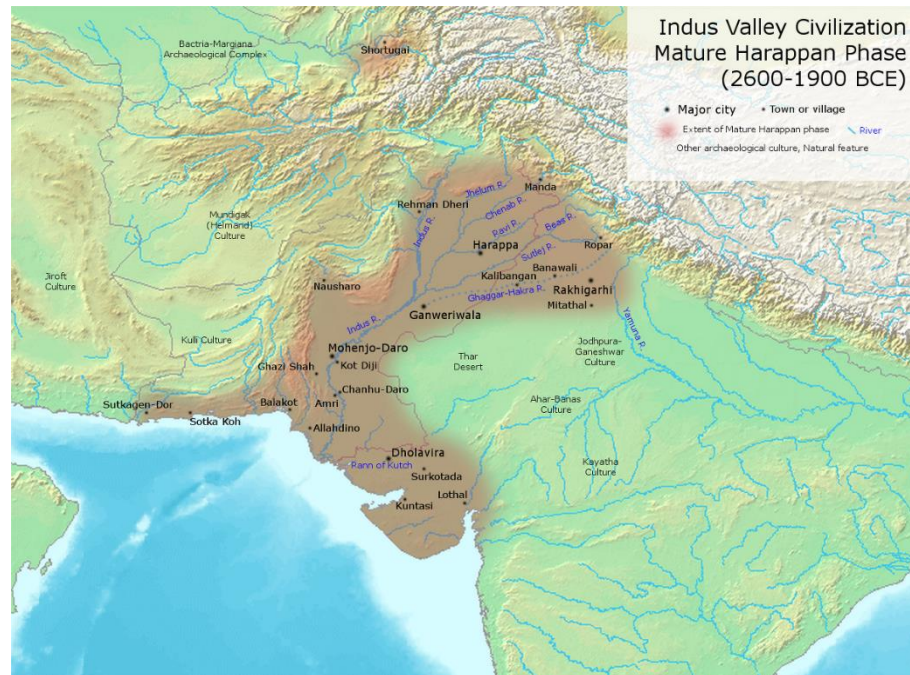 Indus Valley Civilization
Mature Harappan Phase
(2600-1900 BCE)
Major city
Town or village
Extent of Mature Harappan phase
River
Other archaeological culture, Natural feature
Bactria-Margiana
Archaeological Complex
Shortugai
Manda
Jhelum R.
Rehman Dheri
Chenab R.
Indus R.
Ravi R.
Beas R.
Mundigak
(Helmand)
Culture
Harappa
Ropar
Sutlej R.
Jiroft
Culture
Nausharo
Kalibangan
Banawali
Rakhigarhi
Ghaggar-Hakra R.
Mitathal
Ganweriwala
Yamuna R.
Indus R.
Kulli Culture
Mohenjo-Daro
Kot Diji
Ghazi Shah
Thar
Desert
Jodhpura-
Ganeshwar
Culture
Chanhu-Daro
Amri
Balakot
Sutkagen-Dor
Sotka Koh
Allahdino
Ahar-Banas
Culture
Dholavira
Rann of Kutch
Surkotada
Kayatha
Culture
Kuntasi
Lothal